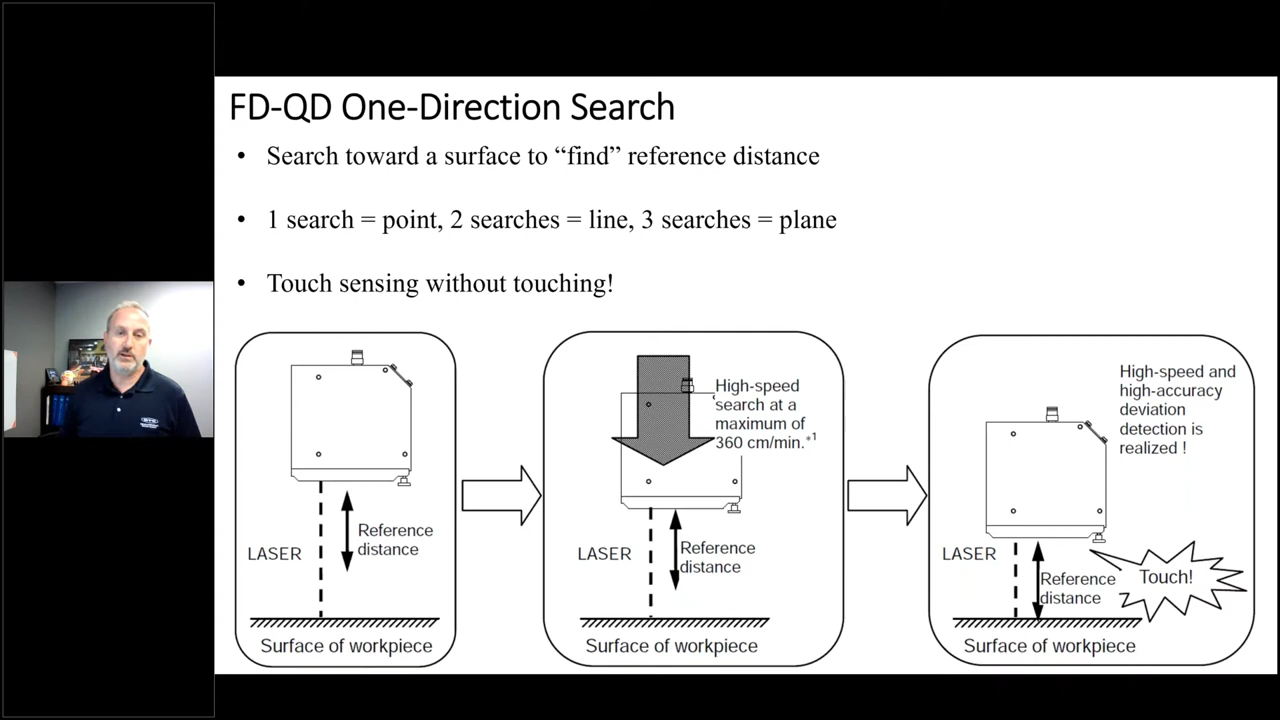 FD-QD One-Direction Search
• Search toward a surface to “find” reference distance
• 1 search = point, 2 searches = line, 3 searches = plane
• Touch sensing without touching!
LASER
Reference
distance
Surface of workpiece
High-speed
search at a
maximum of
360 cm/min.*1
LASER
Reference
distance
Surface of workpiece
High-speed and
high-accuracy
deviation
detection is
realized !
LASER
Reference
distance
Touch!
Surface of workpiece